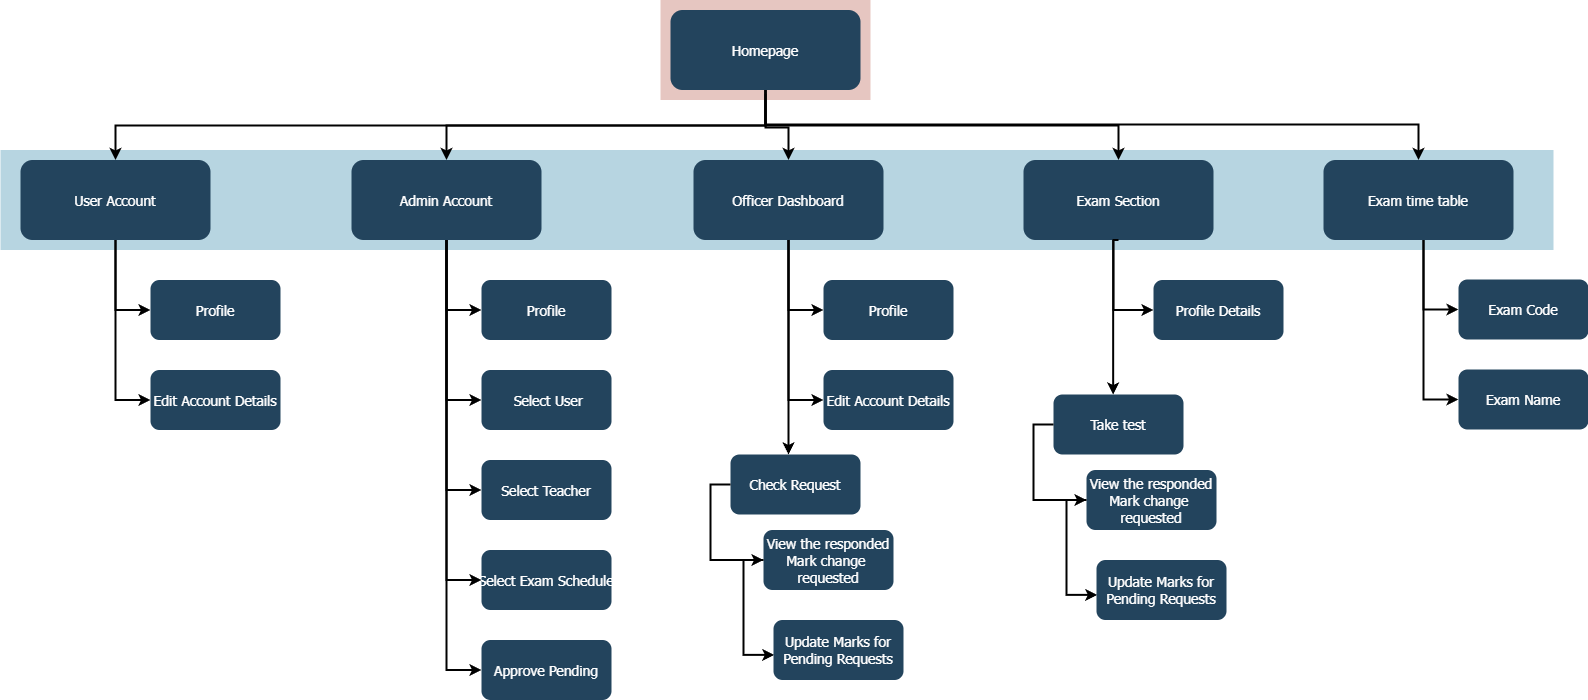 Homepage
User Account
Admin Account
Officer Dashboard
Exam Section
Exam time table
Profile
Edit Account Details
Profile
Select User
Select Teacher
Select Exam Schedule
Approve Pending
Profile
Edit Account Details
Check Request
View the responded
Mark change
requested
Update Marks for
Pending Requests
Profile Details
Take test
View the responded
Mark change
requested
Update Marks for
Pending Requests
Exam Code
Exam Name